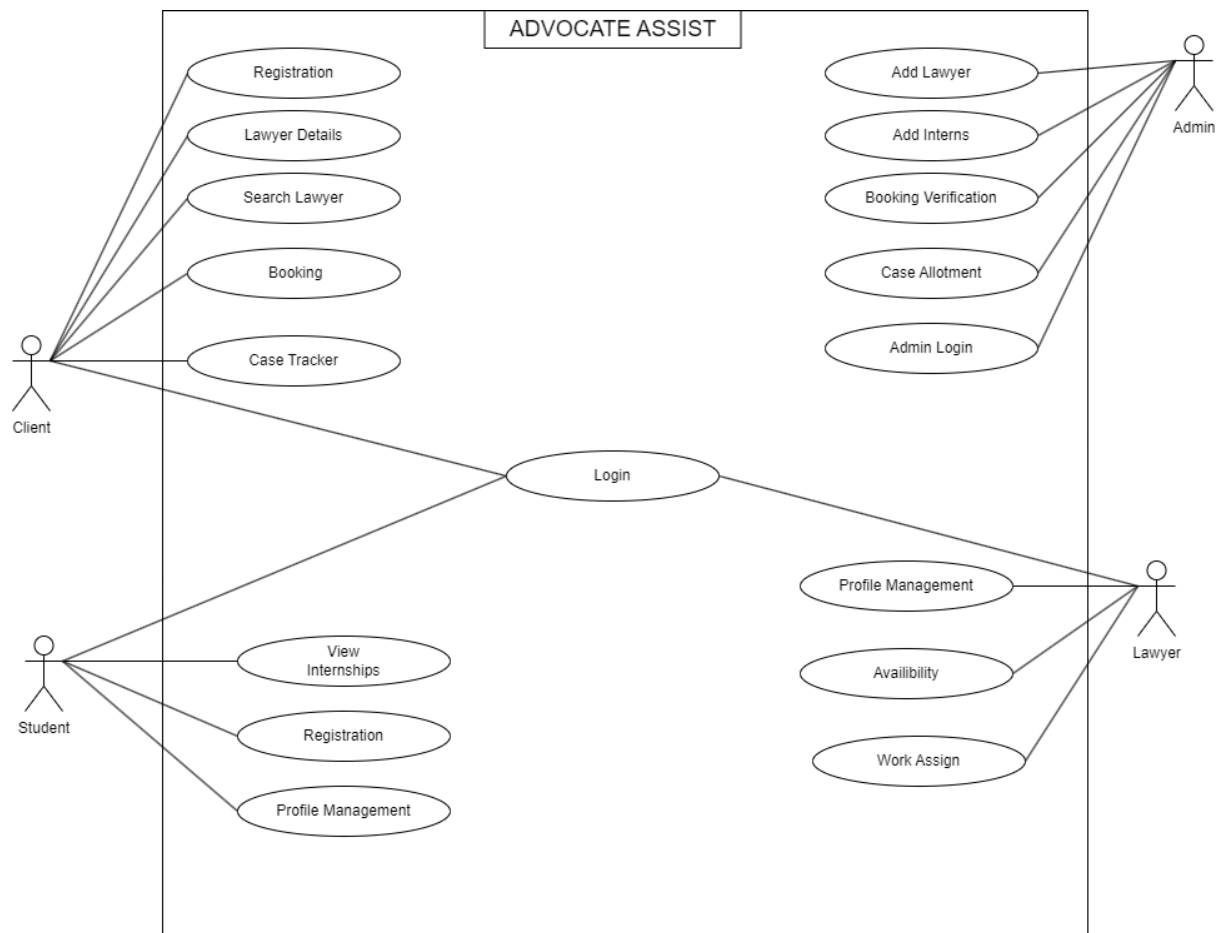 ADVOCATE ASSIST
Registration
Lawyer Details
Search Lawyer
Booking
Case Tracker
Client
Add Lawyer
Add Interns
Booking Verification
Case Allotment
Admin Login
Admin
Login
Student
View
Internships
Registration
Profile Management
Profile Management
Availibility
Work Assign
Lawyer